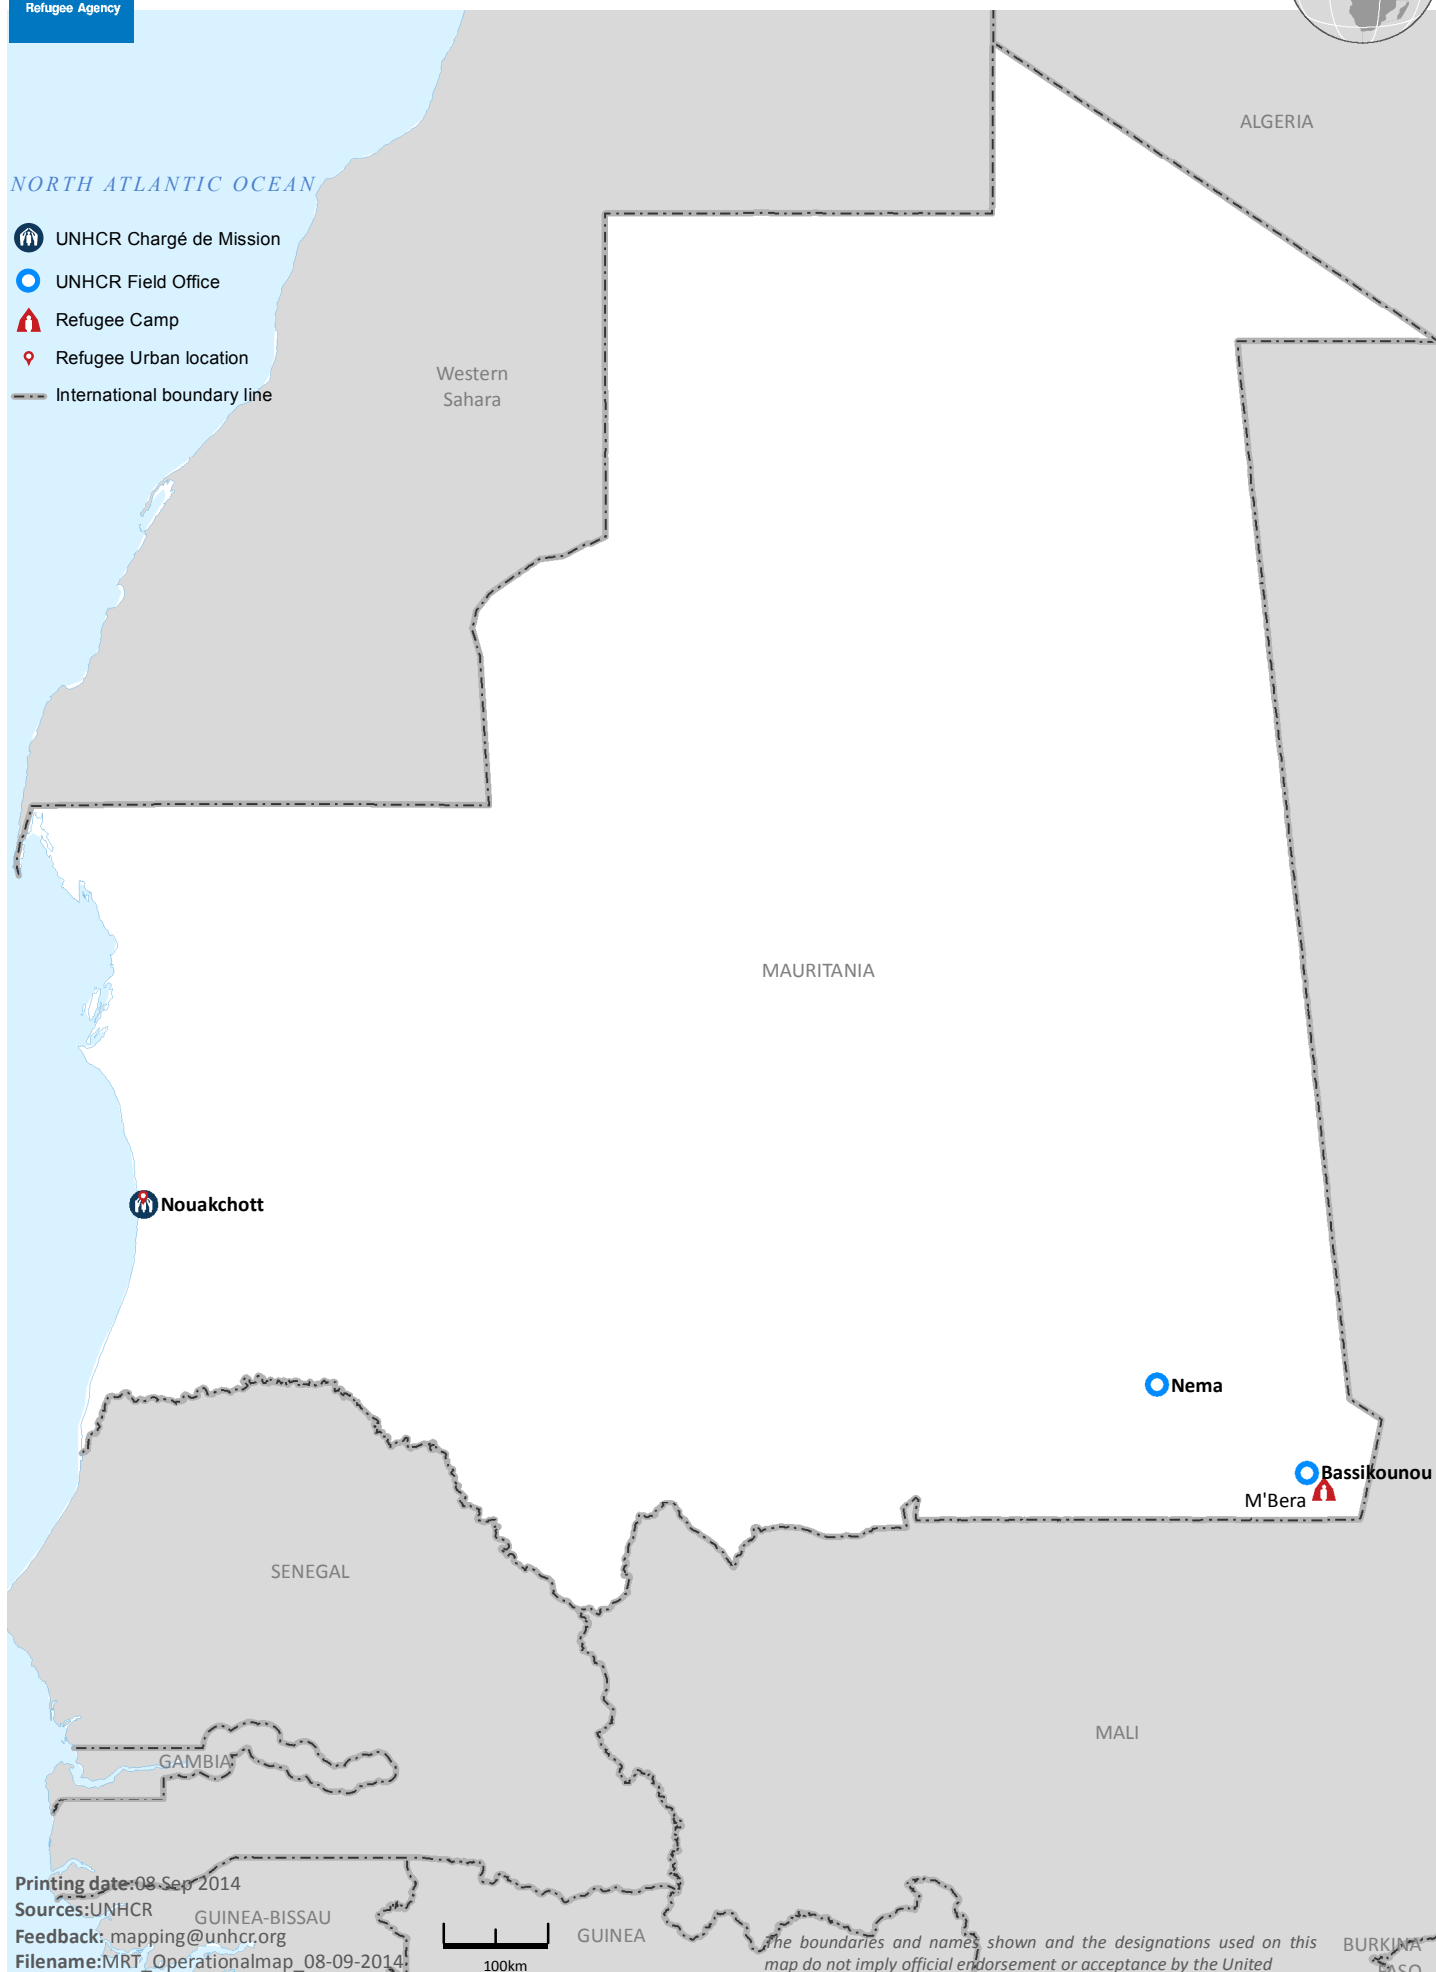 Refugee Agency
ALGERIA
NORTH ATLANTIC OCEAN
UNHCR Chargé de Mission
UNHCR Field Office
Refugee Camp
Refugee Urban location
International boundary line
Western
Sahara
MAURITANIA
Nouakchott
Nema
Bassikounou
M'Bera
SENEGAL
MALI
GAMBIA
Printing date:08 Sep 2014
Sources:UNHCR
Feedback: mapping@unhcr.org
Filename:MRT_Operationalmap_08-09-2014
GUINEA-BISSAU
GUINEA
100km
The boundaries and names shown and the designations used on this
map do not imply official endorsement or acceptance by the United
BURKINA
FASO